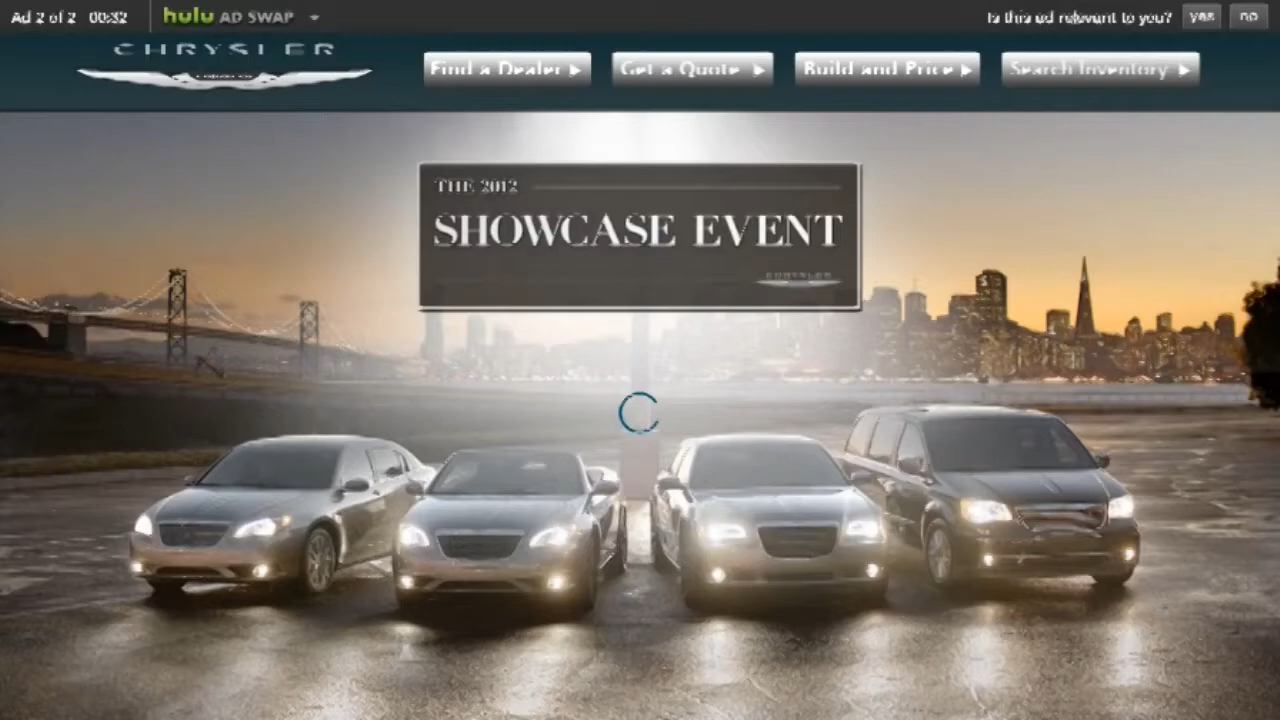 Ad 2 of 2 00:32
hulu AD SWAP
Is this ad relevant to you? yes no
CHRYSLER
Find a Dealer
Get a Quote
Build and Price
Search Inventory
THE 2012
SHOWCASE EVENT
CHRYSLER